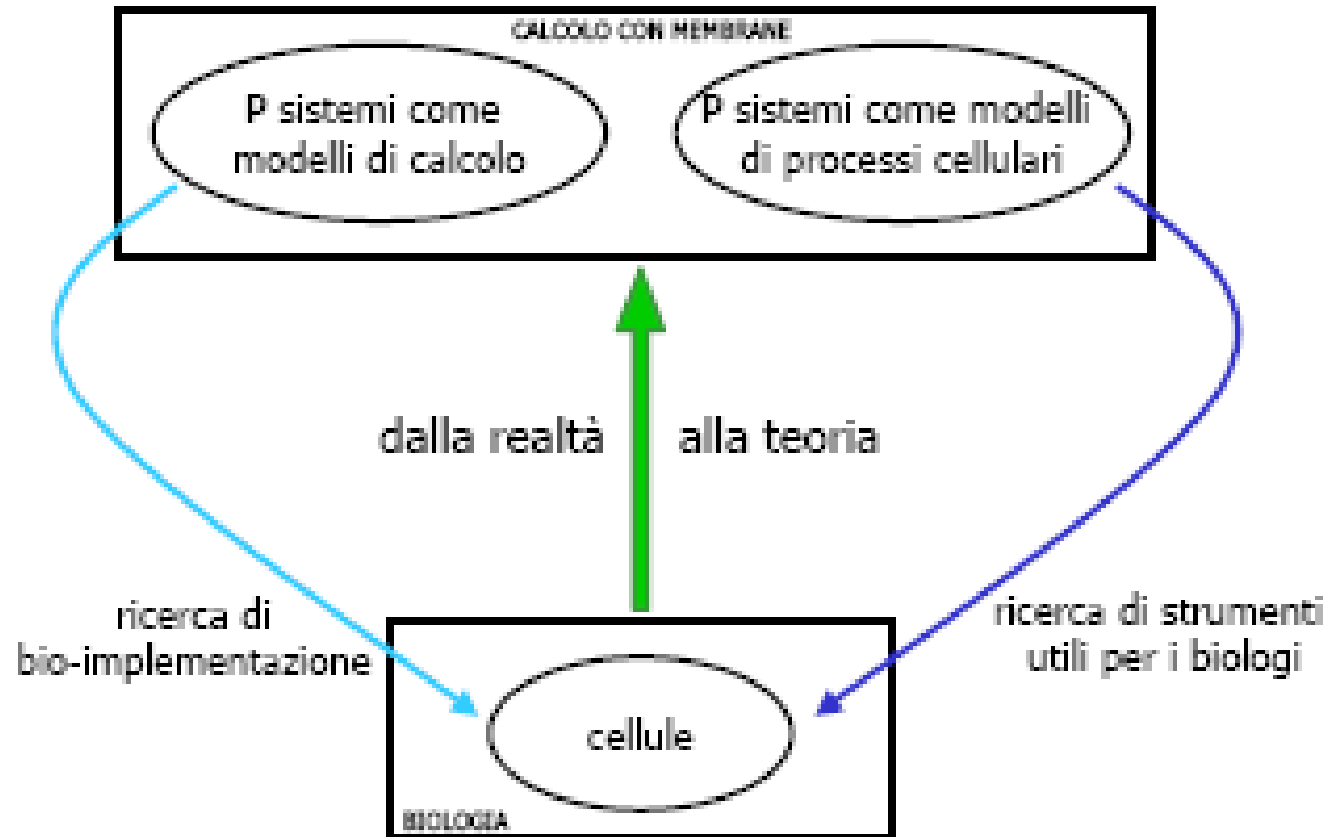 CALCOLO CON MEMBRANE
P sistemi come
modelli di calcolo
P sistemi come modelli
di processi cellulari
dalla realtà
alla teoria
ricerca di
bio-implementazione
ricerca di strumenti
utili per i biologi
cellule
BIOLOGIA